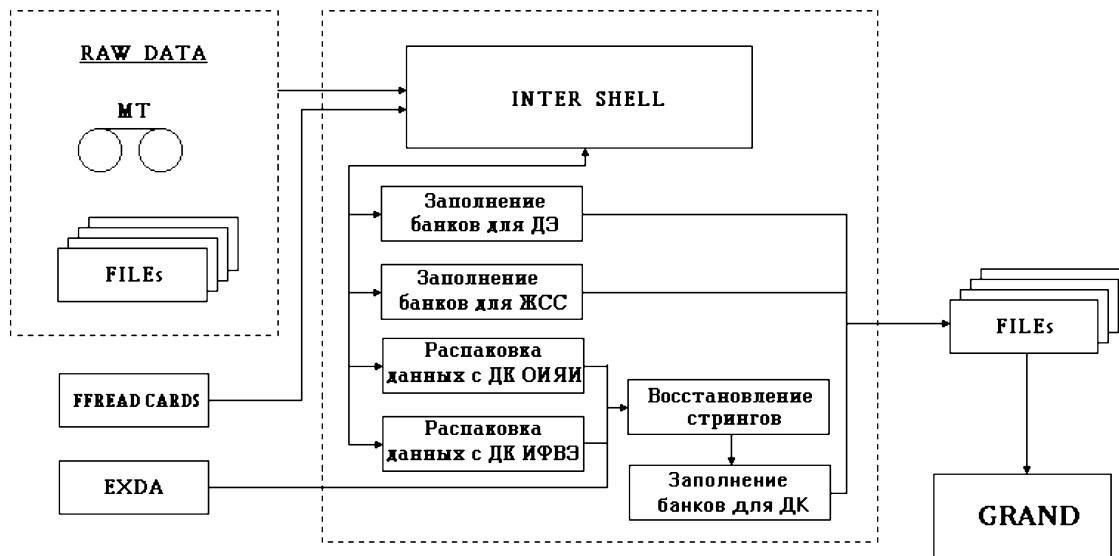 RAW DATA
MT
FILEs
FFREAD CARDS
EXDA
INTER SHELL
Заполнение
банков для ДЭ
Заполнение
банков для ЖСС
Распаковка
данных с ДК ОИЯИ
Распаковка
данных с ДК ИФВЭ
Восстановление
стрингов
Заполнение
банков для ДК
FILEs
GRAND